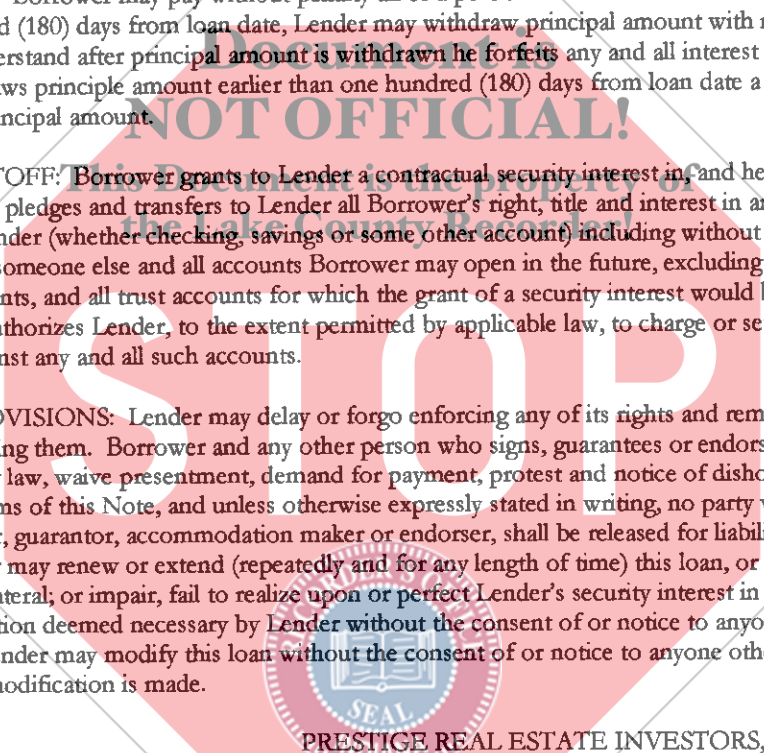 d (180) days from loan date, Lender may withdraw principal amount with
erstand after principal amount is withdrawn he forfeits any and all interest
aws principle amount earlier than one hundred (180) days from loan date a
ncipal amount.
Document is
NOT OFFICIAL!
This Document is the property of
the Lake County Recorder!
TOFF: Borrower grants to Lender a contractual security interest in, and he
pledges and transfers to Lender all Borrower's right, title and interest in
nder (whether checking, savings or some other account) including without
someone else and all accounts Borrower may open in the future, excluding
nts, and all trust accounts for which the grant of a security interest would
uthorizes Lender, to the extent permitted by applicable law, to charge or se
nst any and all such accounts.
STOP
OVISIONS: Lender may delay or forgo enforcing any of its rights and rem
ing them. Borrower and any other person who signs, guarantees or endors
law, waive presentment, demand for payment, protest and notice of disho
ms of this Note, and unless otherwise expressly stated in writing, no party
, guarantor, accommodation maker or endorser, shall be released for liabili
may renew or extend (repeatedly and for any length of time) this loan, or
ateral; or impair, fail to realize upon or perfect Lender's security interest in
tion deemed necessary by Lender without the consent of or notice to anyo
ender may modify this loan without the consent of or notice to anyone oth
modification is made.
RECORDER'S OFFICE
SEAL
PRESTIGE REAL ESTATE INVESTORS,